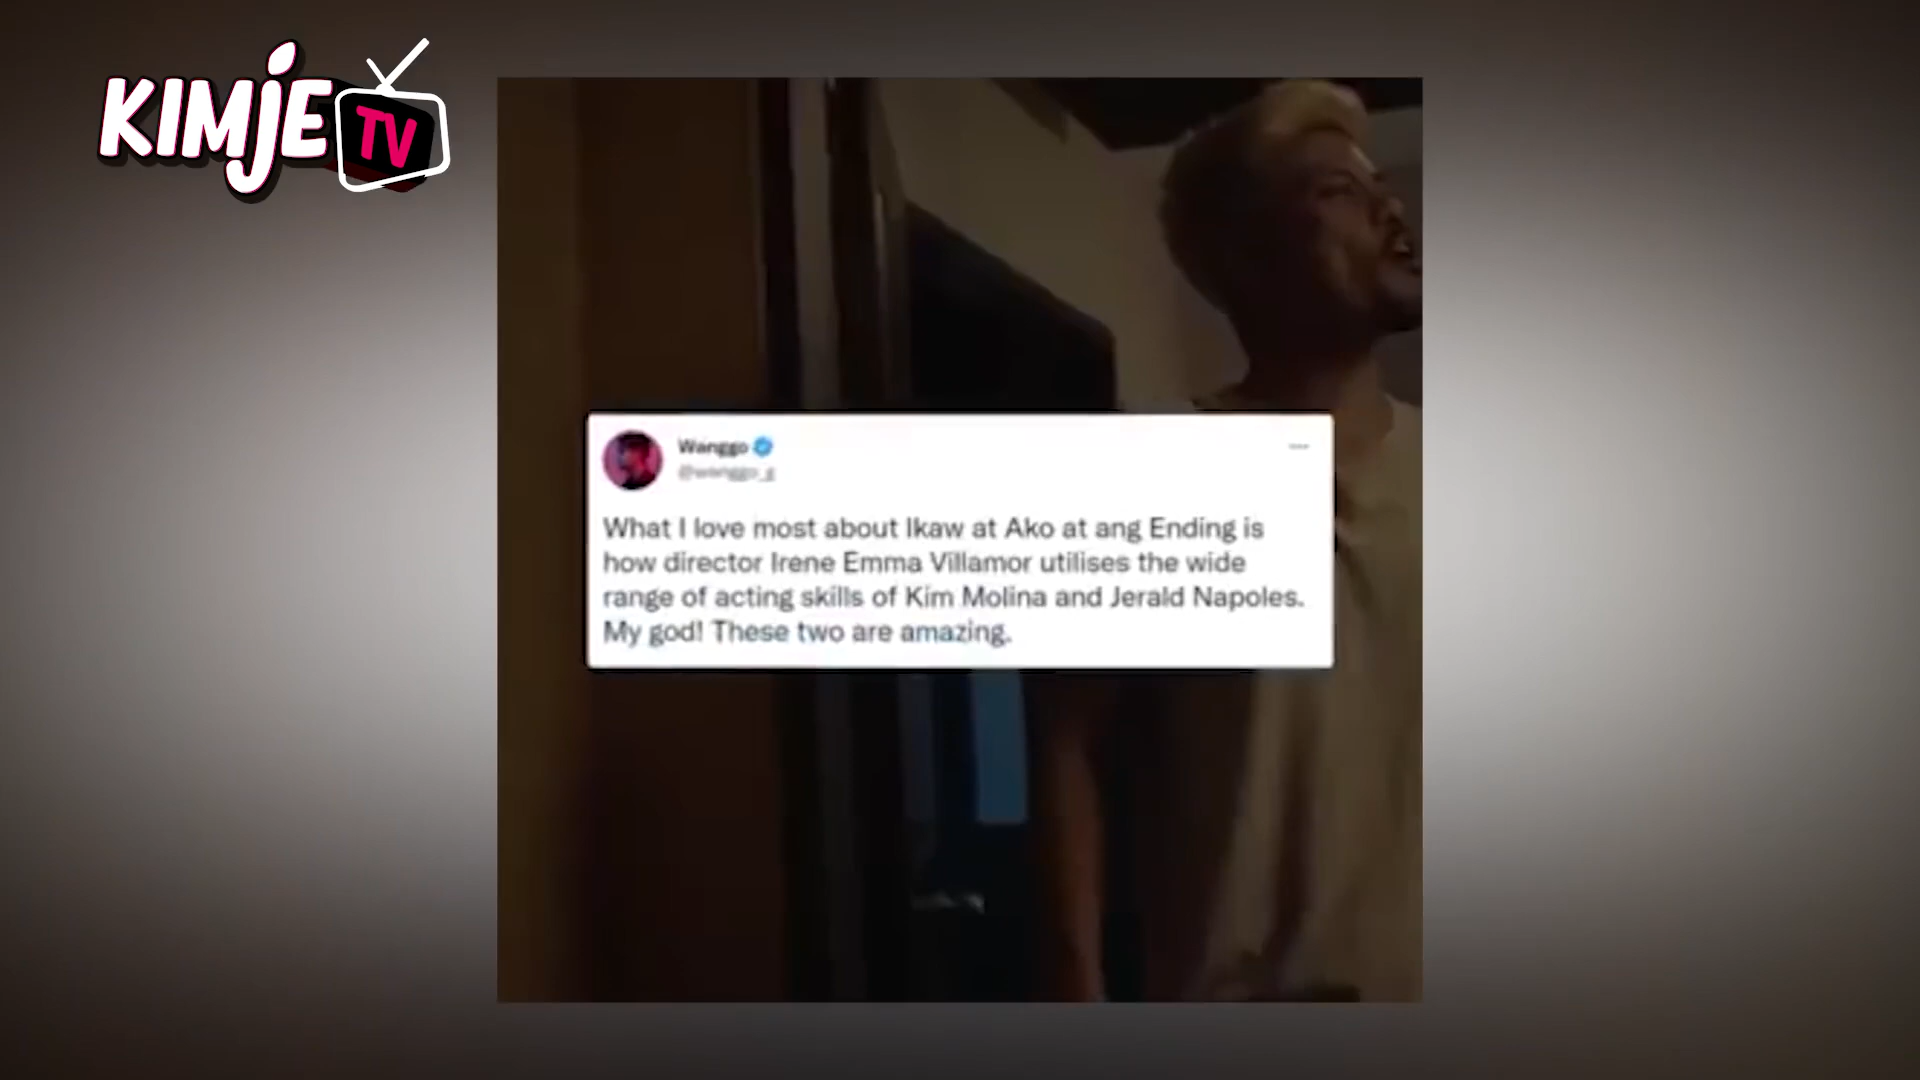 KIMJE TV
Wanggo
@wanggo_g
What I love most about Ikaw at Ako at ang Ending is
how director Irene Emma Villamor utilises the wide
range of acting skills of Kim Molina and Jerald Napoles.
My god! These two are amazing.